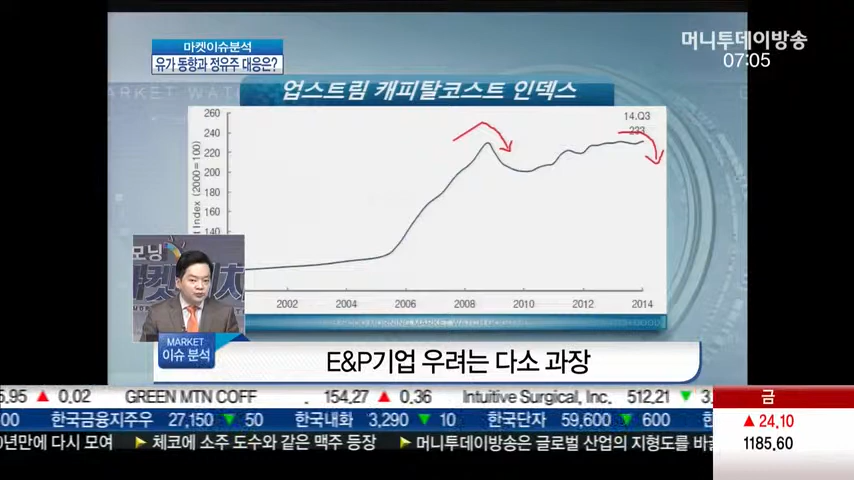 마켓이슈분석
유가 동향과 정유주 대응은?
머니투데이방송
07:05
업스트림 캐피탈코스트 인덱스
260
240
220
200
180
160
140
Index (2000=100)
14.Q3
233
2002 2004 2006 2008 2010 2012 2014
모닝
MARKET
이슈 분석
E&P기업 우려는 다소 과장
5.95 ▲ 0.02 GREEN MTN COFF 154,27 ▲ 0.36 Intuitive Surgical, Inc. 512,21 ▼ 3.
00 한국금융지주우 27,150 ▼ 50 한국내화 3,290 ▼ 10 한국단자 59,600 ▼ 600
년만에 다시 모여 ▶ 체코에 소주 도수와 같은 맥주 등장 ▶ 머니투데이방송은 글로벌 산업의 지형도를
금
▲ 24,10
1185,60